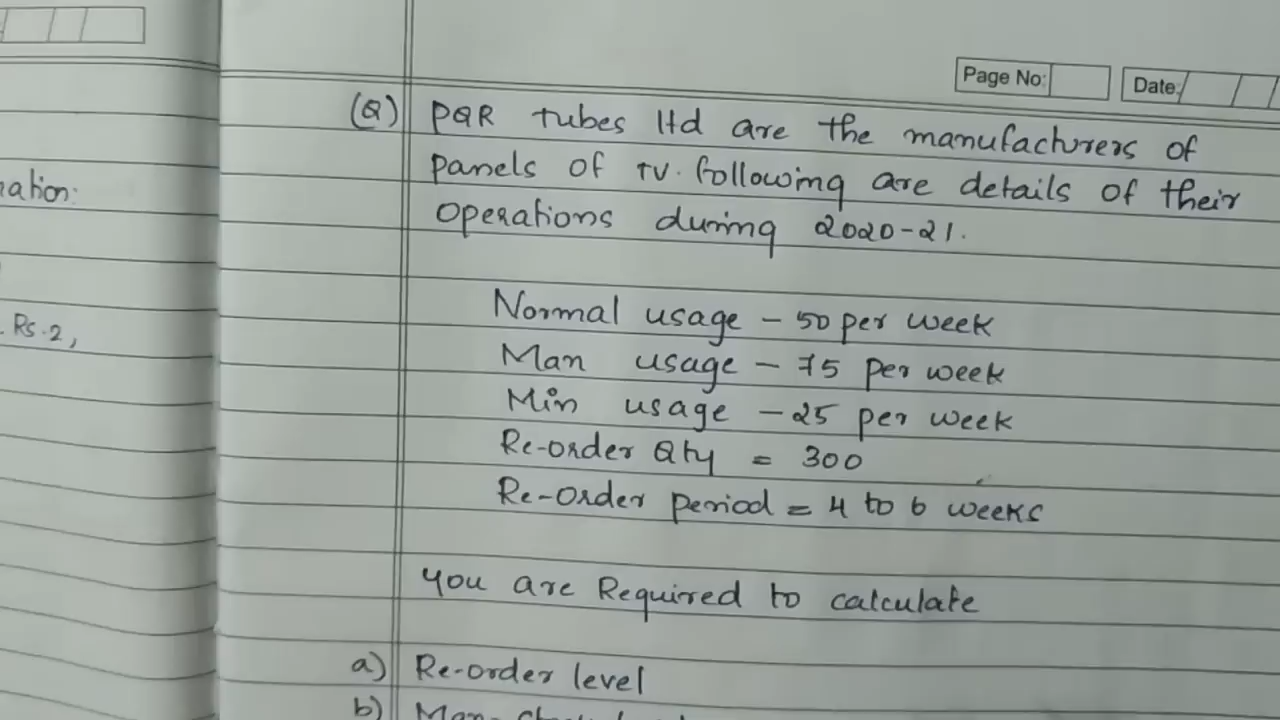 Page No:
Date:
(Q) PQR tubes ltd are the manufacturers of
panels of TV. following are details of their
operations during 2020-21.
Normal usage - 50 per week
Man usage - 75 per week
Min usage - 25 per week
Re-order Qty = 300
Re-order period = 4 to 6 weeks
you are Required to calculate
a) Re-order level
b)
Rs.2,